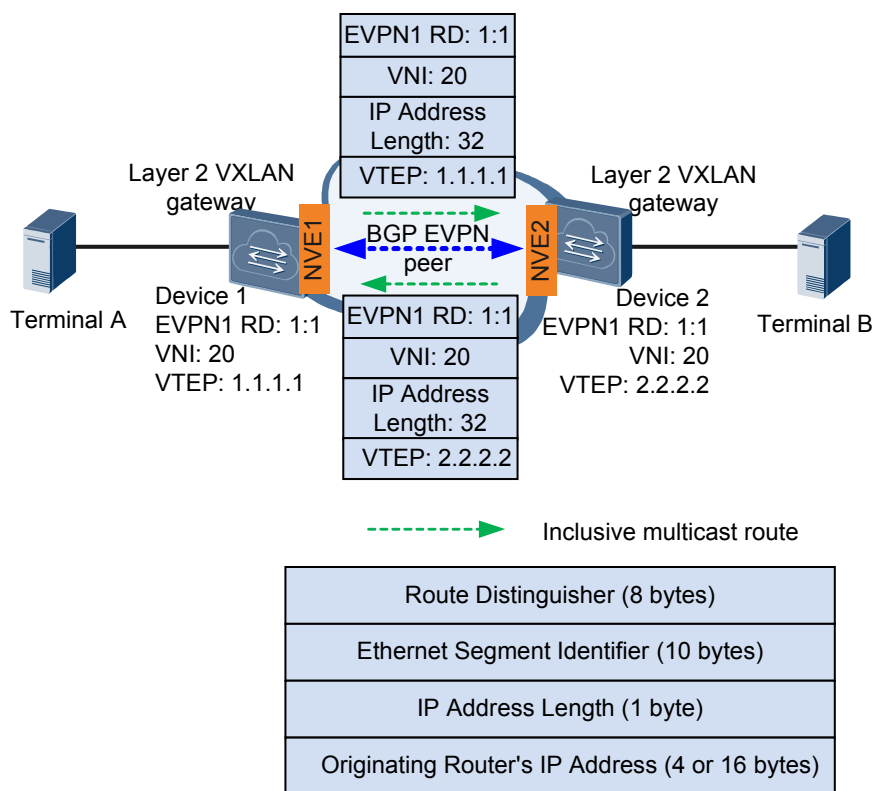 EVPN1 RD: 1:1
VNI: 20
IP Address
Length: 32
VTEP: 1.1.1.1
Layer 2 VXLAN
gateway
Layer 2 VXLAN
gateway
NVE1
BGP EVPN
peer
NVE2
Terminal A
Device 1
EVPN1 RD: 1:1
VNI: 20
VTEP: 1.1.1.1
EVPN1 RD: 1:1
VNI: 20
IP Address
Length: 32
VTEP: 2.2.2.2
Device 2
EVPN1 RD: 1:1
VNI: 20
VTEP: 2.2.2.2
Terminal B
Inclusive multicast route
Route Distinguisher (8 bytes)
Ethernet Segment Identifier (10 bytes)
IP Address Length (1 byte)
Originating Router's IP Address (4 or 16 bytes)